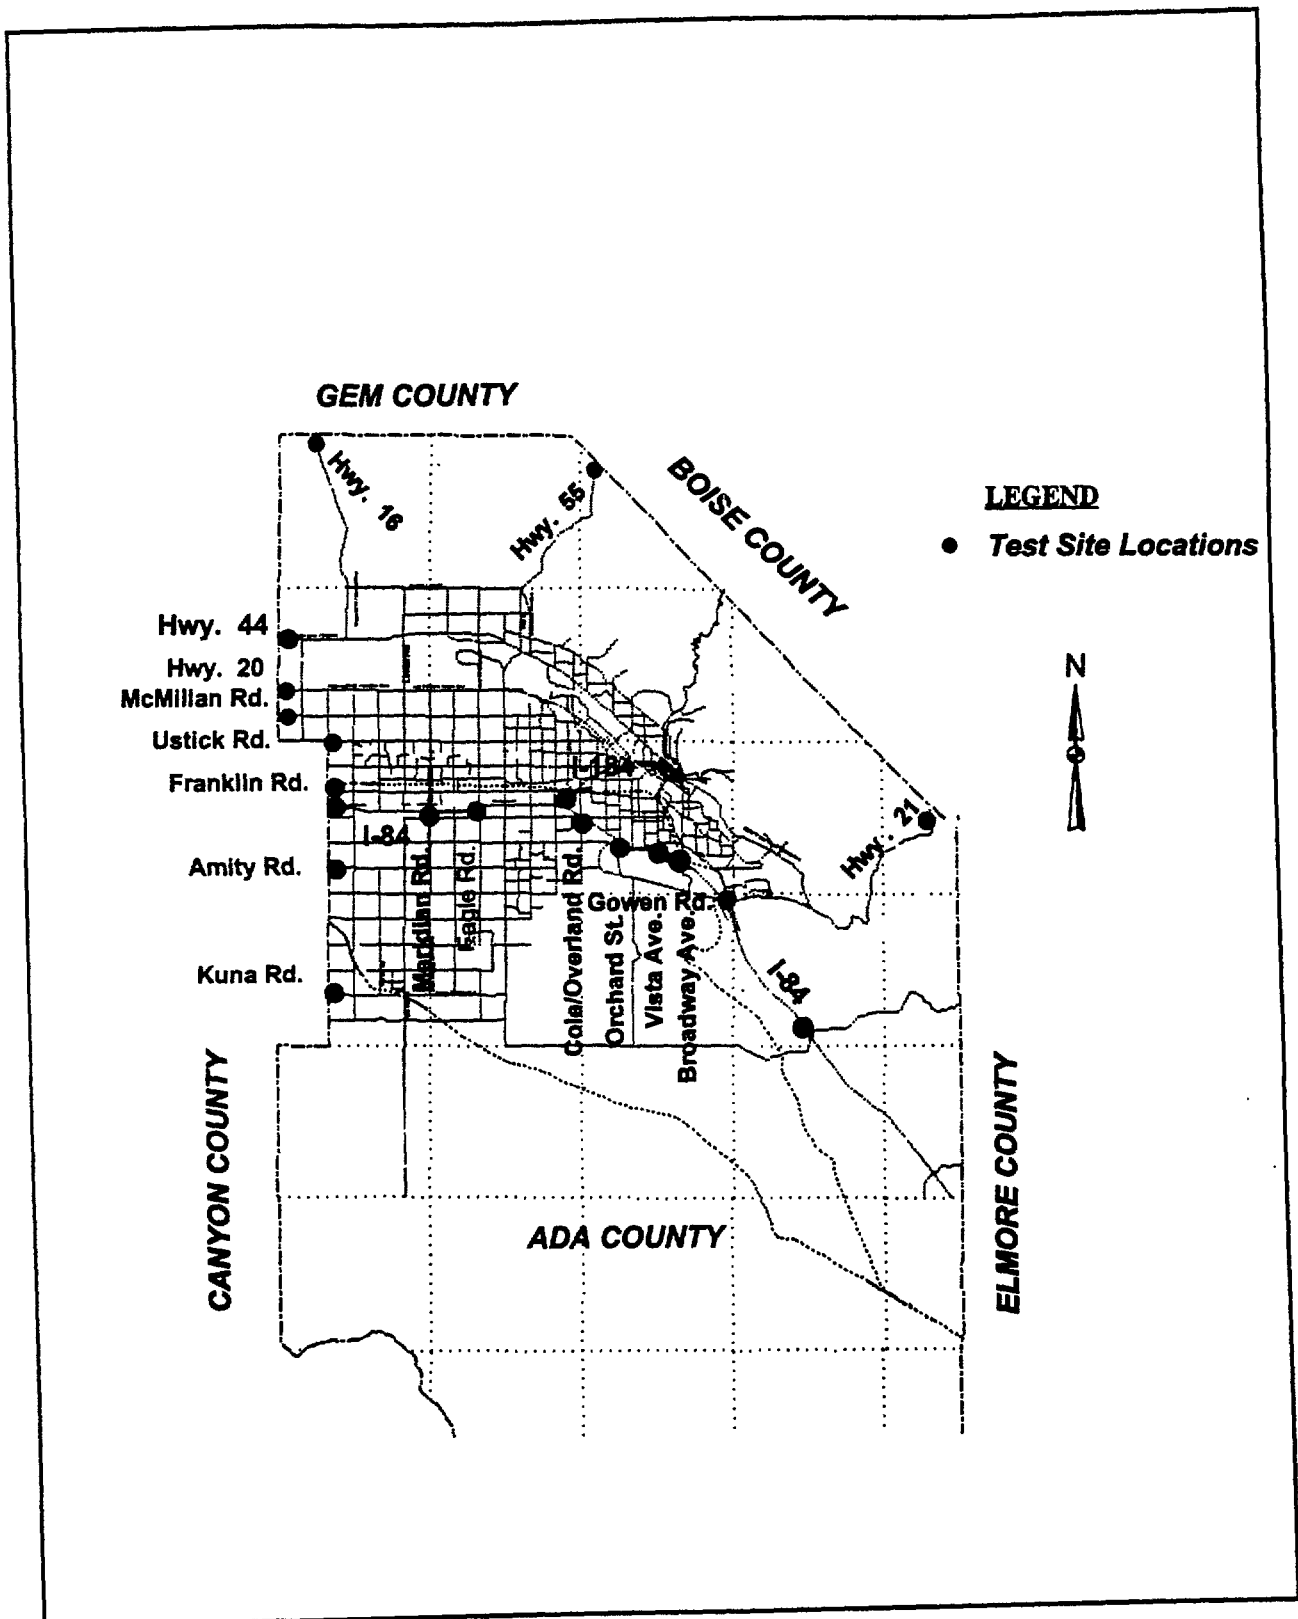 GEM COUNTY
Hwy. 16
Hwy. 55
BOISE COUNTY
LEGEND
Test Site Locations
Hwy. 44
Hwy. 20
McMillan Rd.
Ustick Rd.
Franklin Rd.
I-184
I-84
Amity Rd.
Meridian Rd.
Eagle Rd.
Cole/Overland Rd.
Orchard St.
Vista Ave.
Broadway Ave.
Gowen Rd.
Hwy. 21
N
Kuna Rd.
I-84
CANYON COUNTY
ADA COUNTY
ELMORE COUNTY